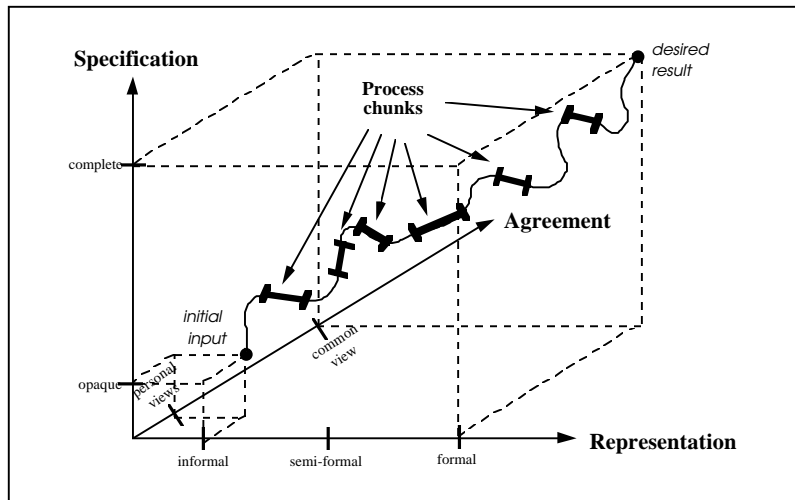 Specification
desired
result
Process
chunks
complete
Agreement
initial
input
common
view
opaque
personal
views
Representation
informal
semi-formal
formal